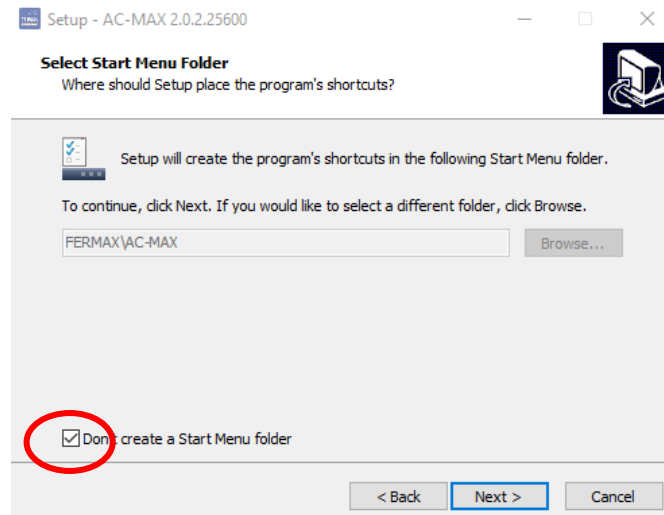 Setup - AC-MAX 2.0.2.25600
Select Start Menu Folder
Where should Setup place the program's shortcuts?
Setup will create the program's shortcuts in the following Start Menu folder.
To continue, click Next. If you would like to select a different folder, click Browse.
FERMAX\AC-MAX
Browse...
Don't create a Start Menu folder
< Back
Next >
Cancel